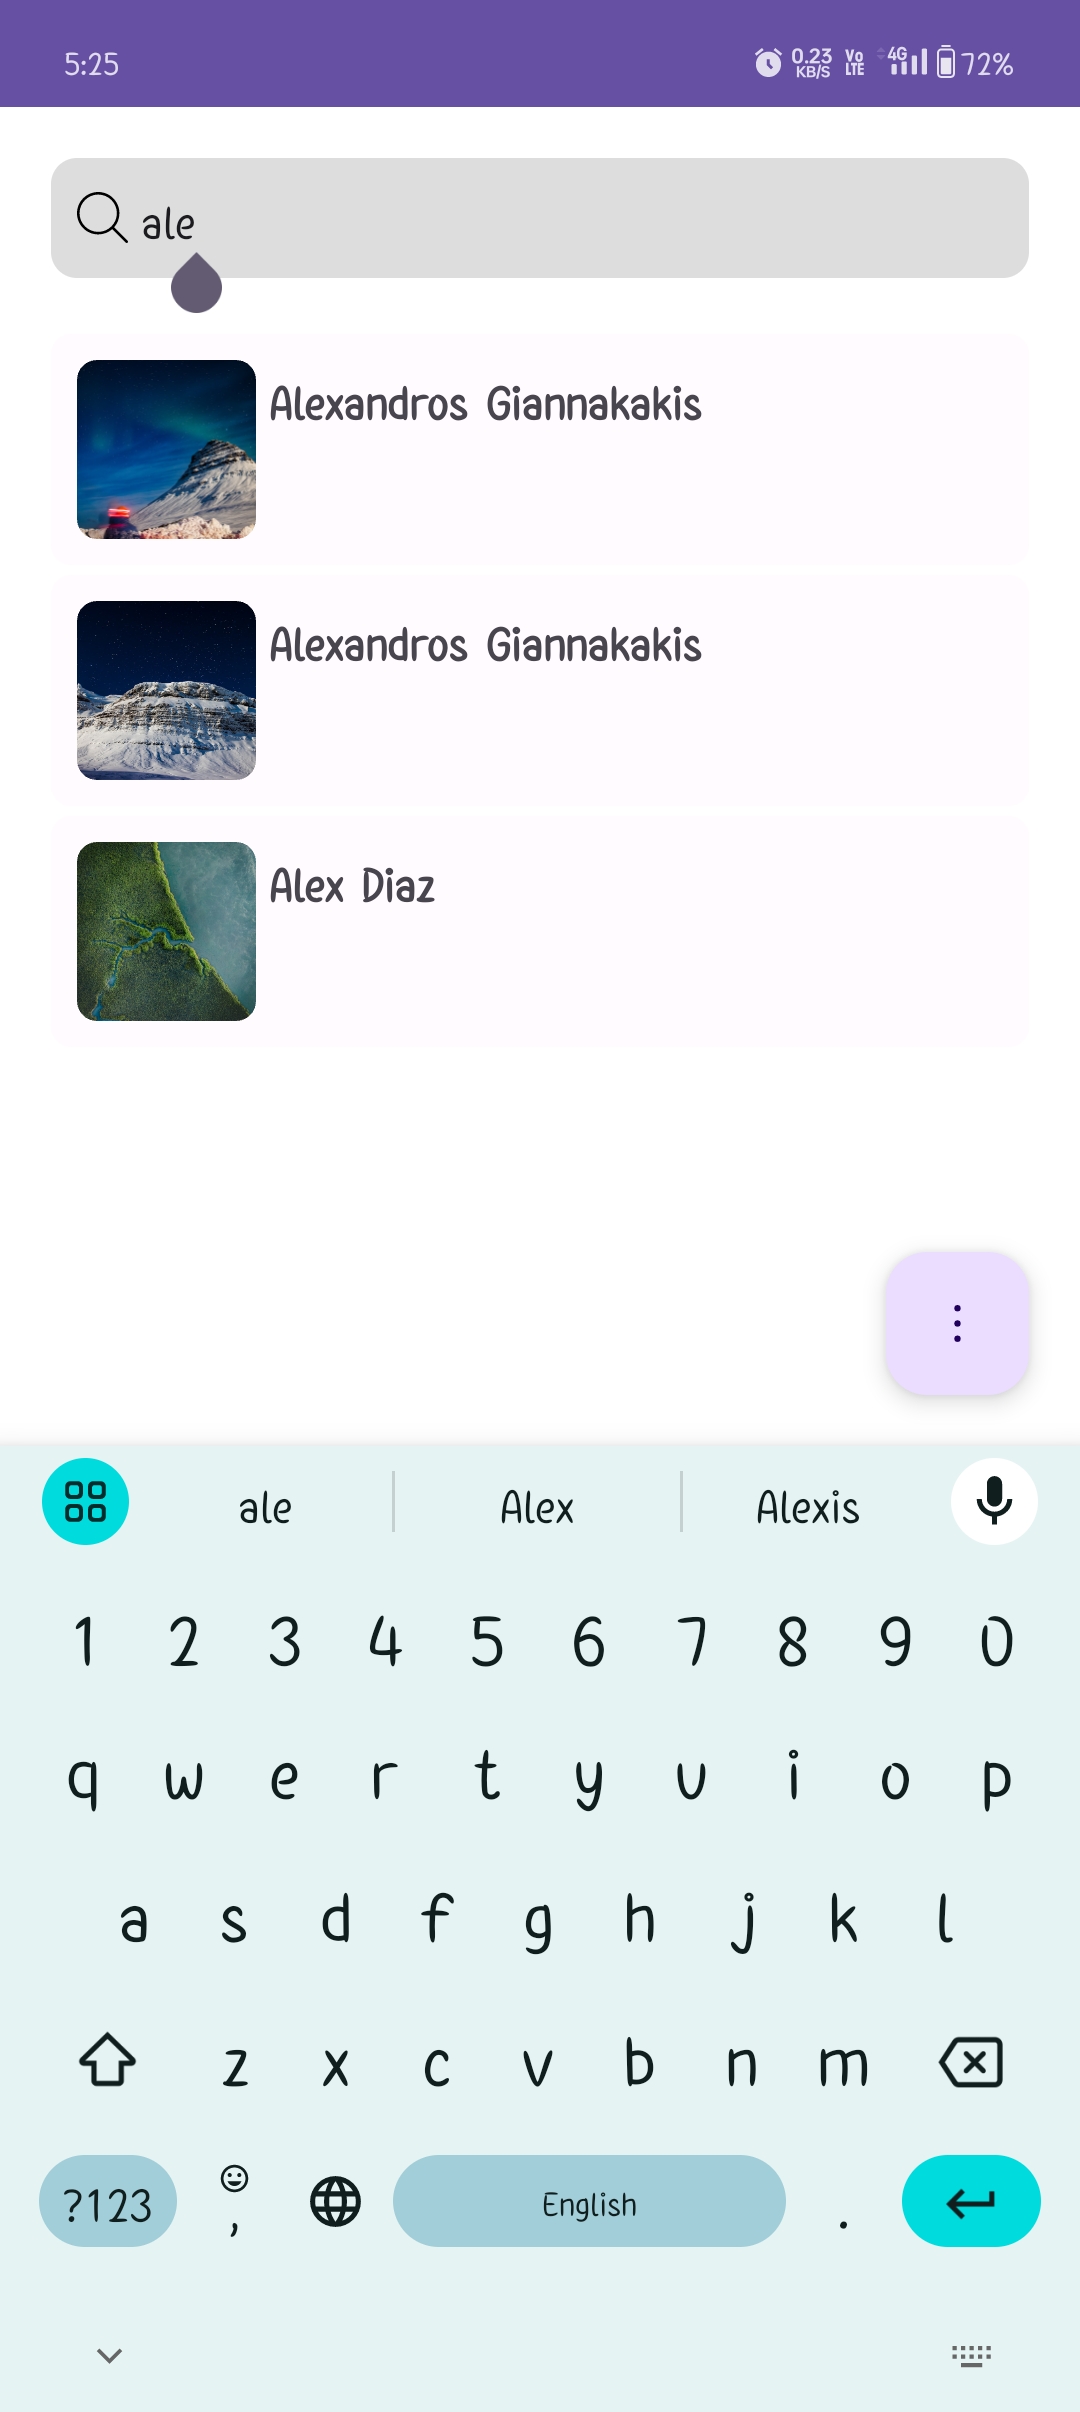 5:25 0.23 KB/S Vo LTE 4G 72%
ale
Alexandros Giannakakis
Alexandros Giannakakis
Alex Diaz
ale Alex Alexis
1 2 3 4 5 6 7 8 9 0
q w e r t y u i o p
a s d f g h j k l
z x c v b n m
?123 , English .